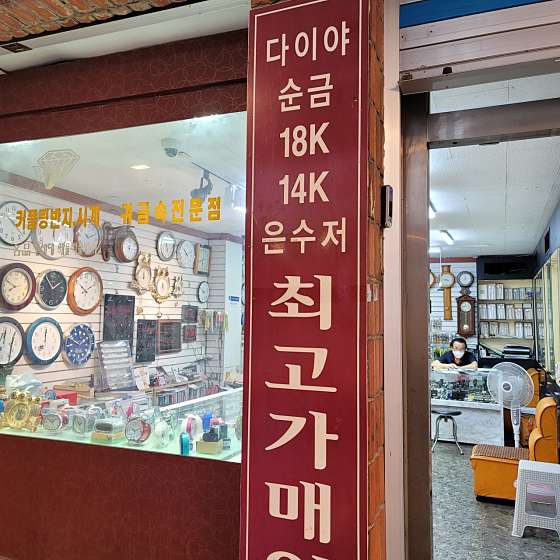 다이야
순금
18K
14K
은수저
최고가매
커플링반지.시계
귀금속전문점